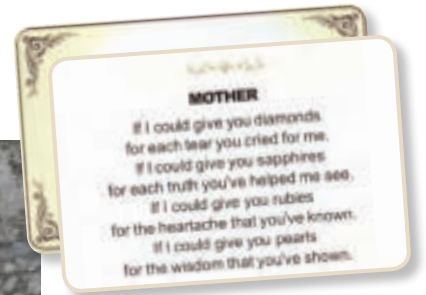 MOTHER
If I could give you diamonds
for each tear you cried for me.
If I could give you sapphires
for each truth you've helped me see.
If I could give you rubies
for the heartache that you've known.
If I could give you pearls
for the wisdom that you've shown.